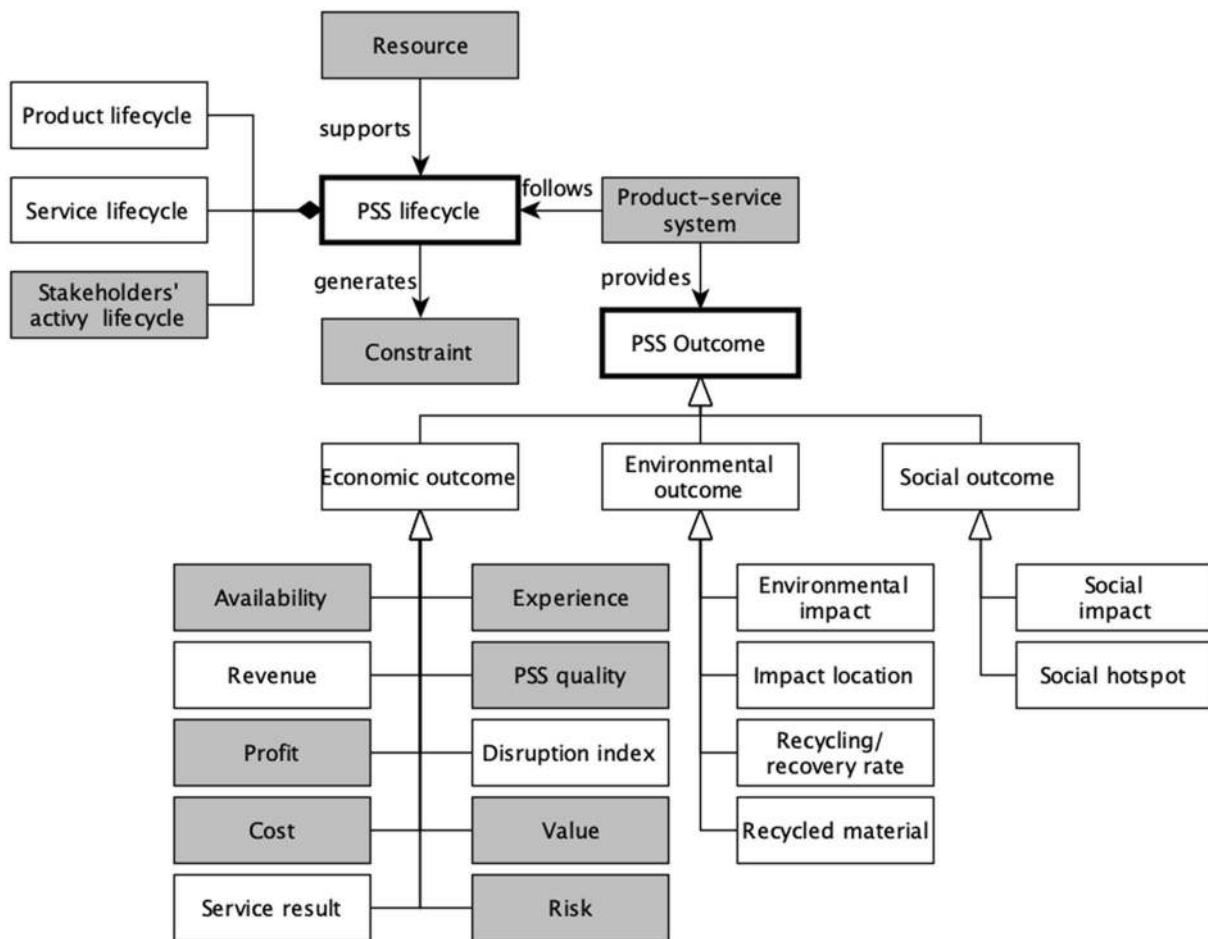 Resource
Product lifecycle
supports
Service lifecycle
PSS lifecycle
follows
Product-service
system
Stakeholders'
activy lifecycle
generates
provides
Constraint
PSS Outcome
Economic outcome
Environmental
outcome
Social outcome
Availability
Experience
Environmental
impact
Social
impact
Revenue
PSS quality
Impact location
Social hotspot
Profit
Disruption index
Recycling/
recovery rate
Cost
Value
Recycled material
Service result
Risk